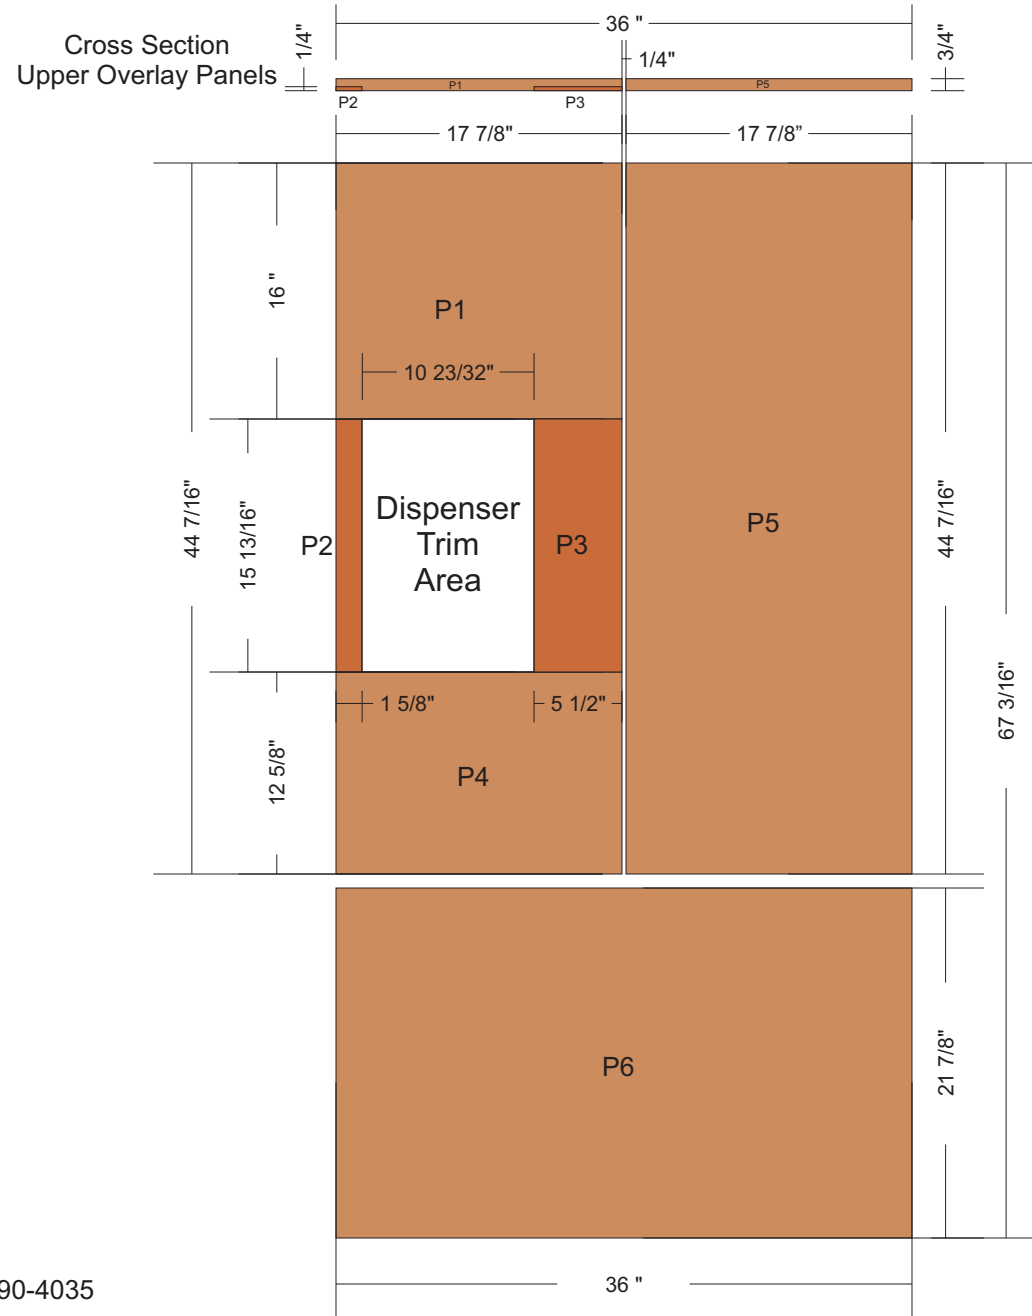 36 "
Cross Section
Upper Overlay Panels
1/4"
1/4"
3/4"
P1
P5
P2
P3
17 7/8"
17 7/8”
16 "
P1
10 23/32"
44 7/16"
15 13/16"
P2
Dispenser
Trim
Area
P3
P5
44 7/16"
67 3/16"
1 5/8"
5 1/2"
12 5/8"
P4
P6
21 7/8"
36 "
90-4035